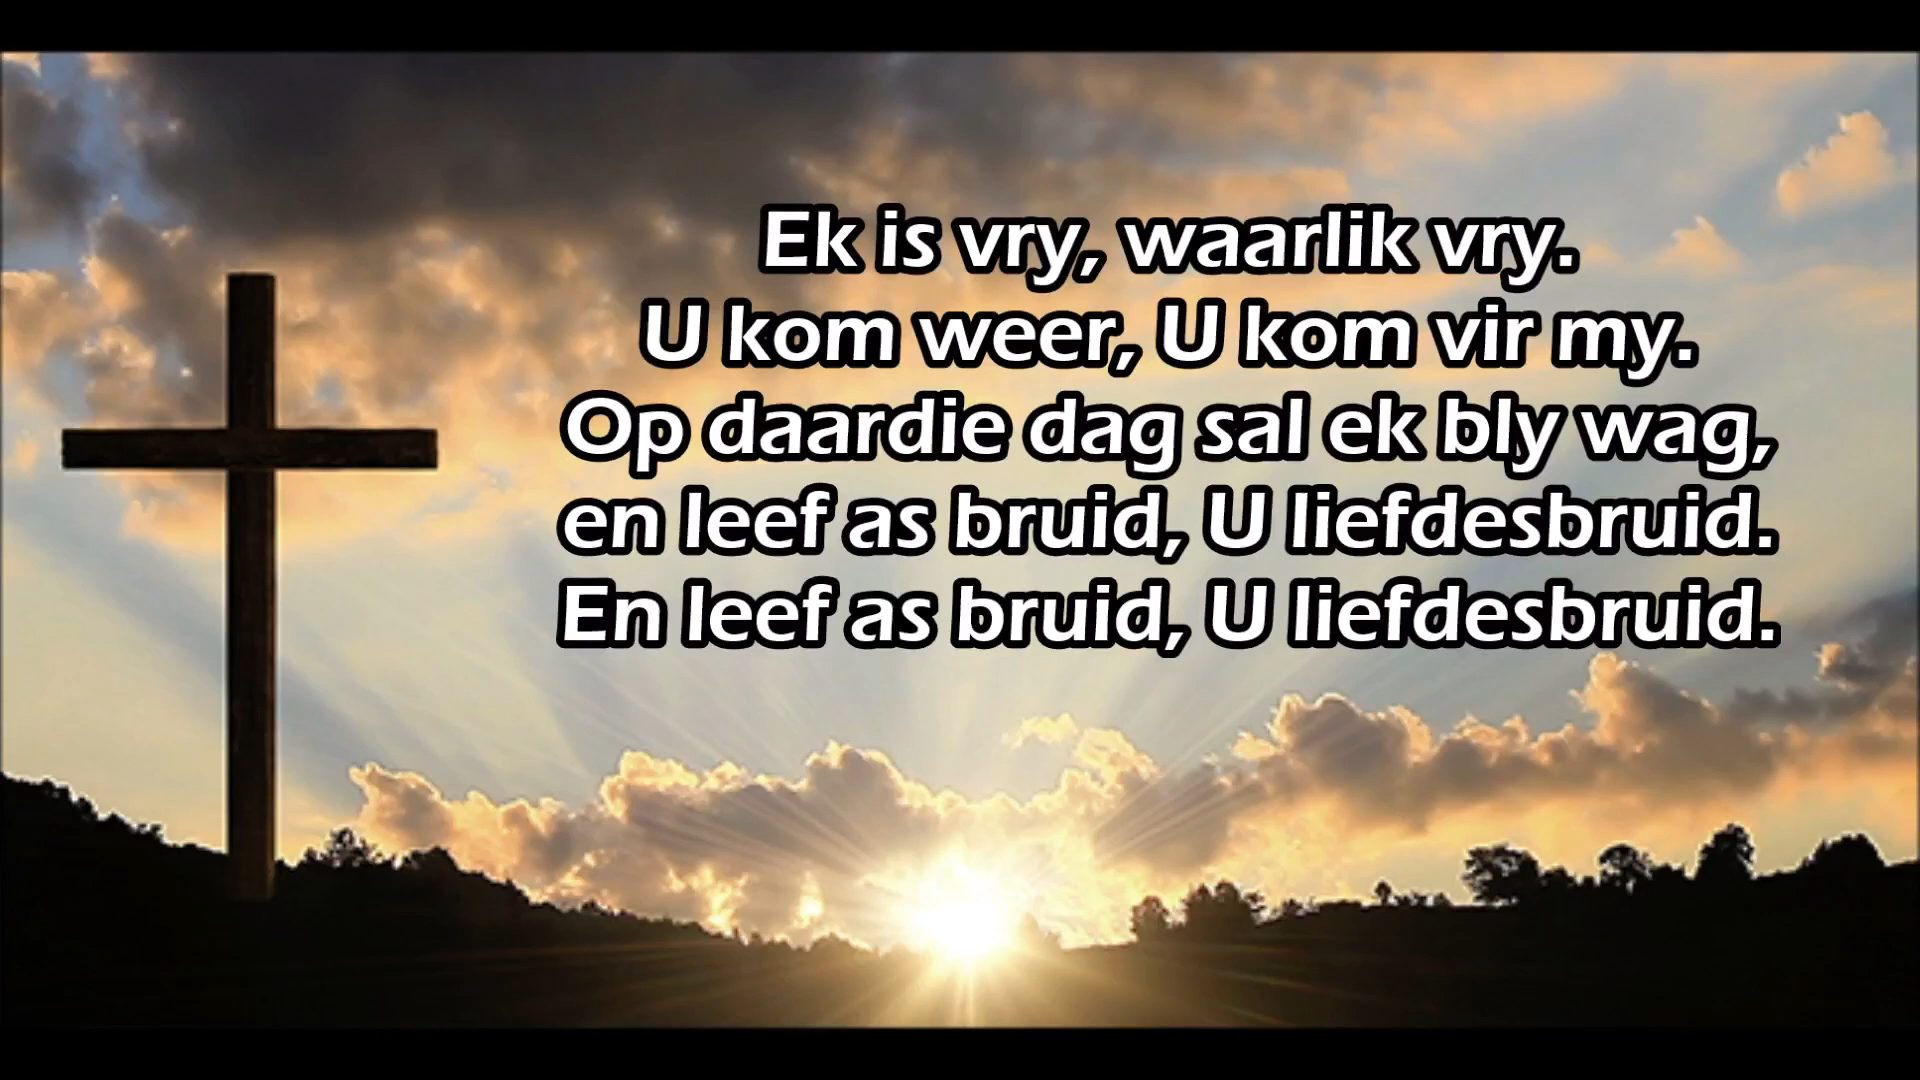 Ek is vry, waarlik vry.
U kom weer, U kom vir my.
Op daardie dag sal ek bly wag,
en leef as bruid, U liefdesbruid.
En leef as bruid, U liefdesbruid.